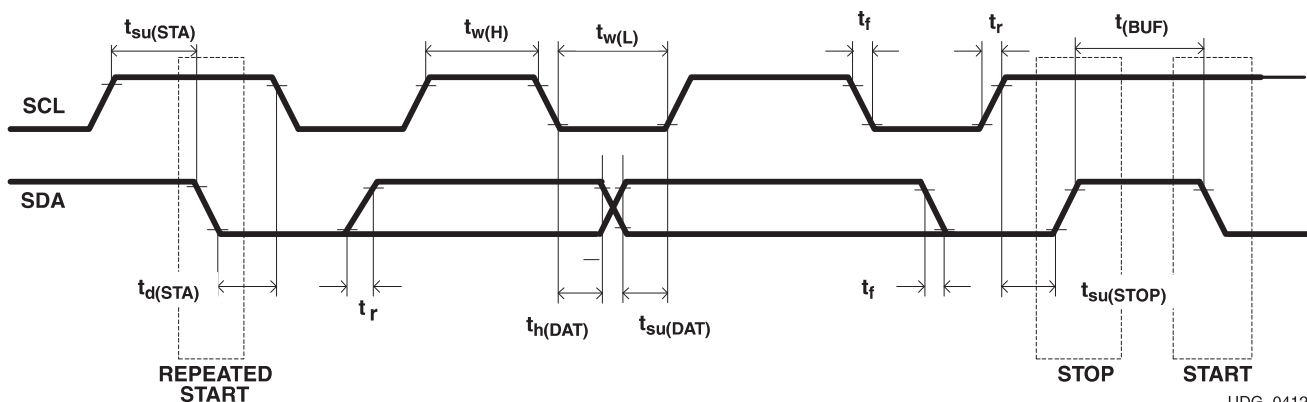 tsu(STA)
tw(H)
tw(L)
tf
tr
t(BUF)
SCL
SDA
td(STA)
tr
th(DAT)
tsu(DAT)
tf
tsu(STOP)
REPEATED
START
STOP
START